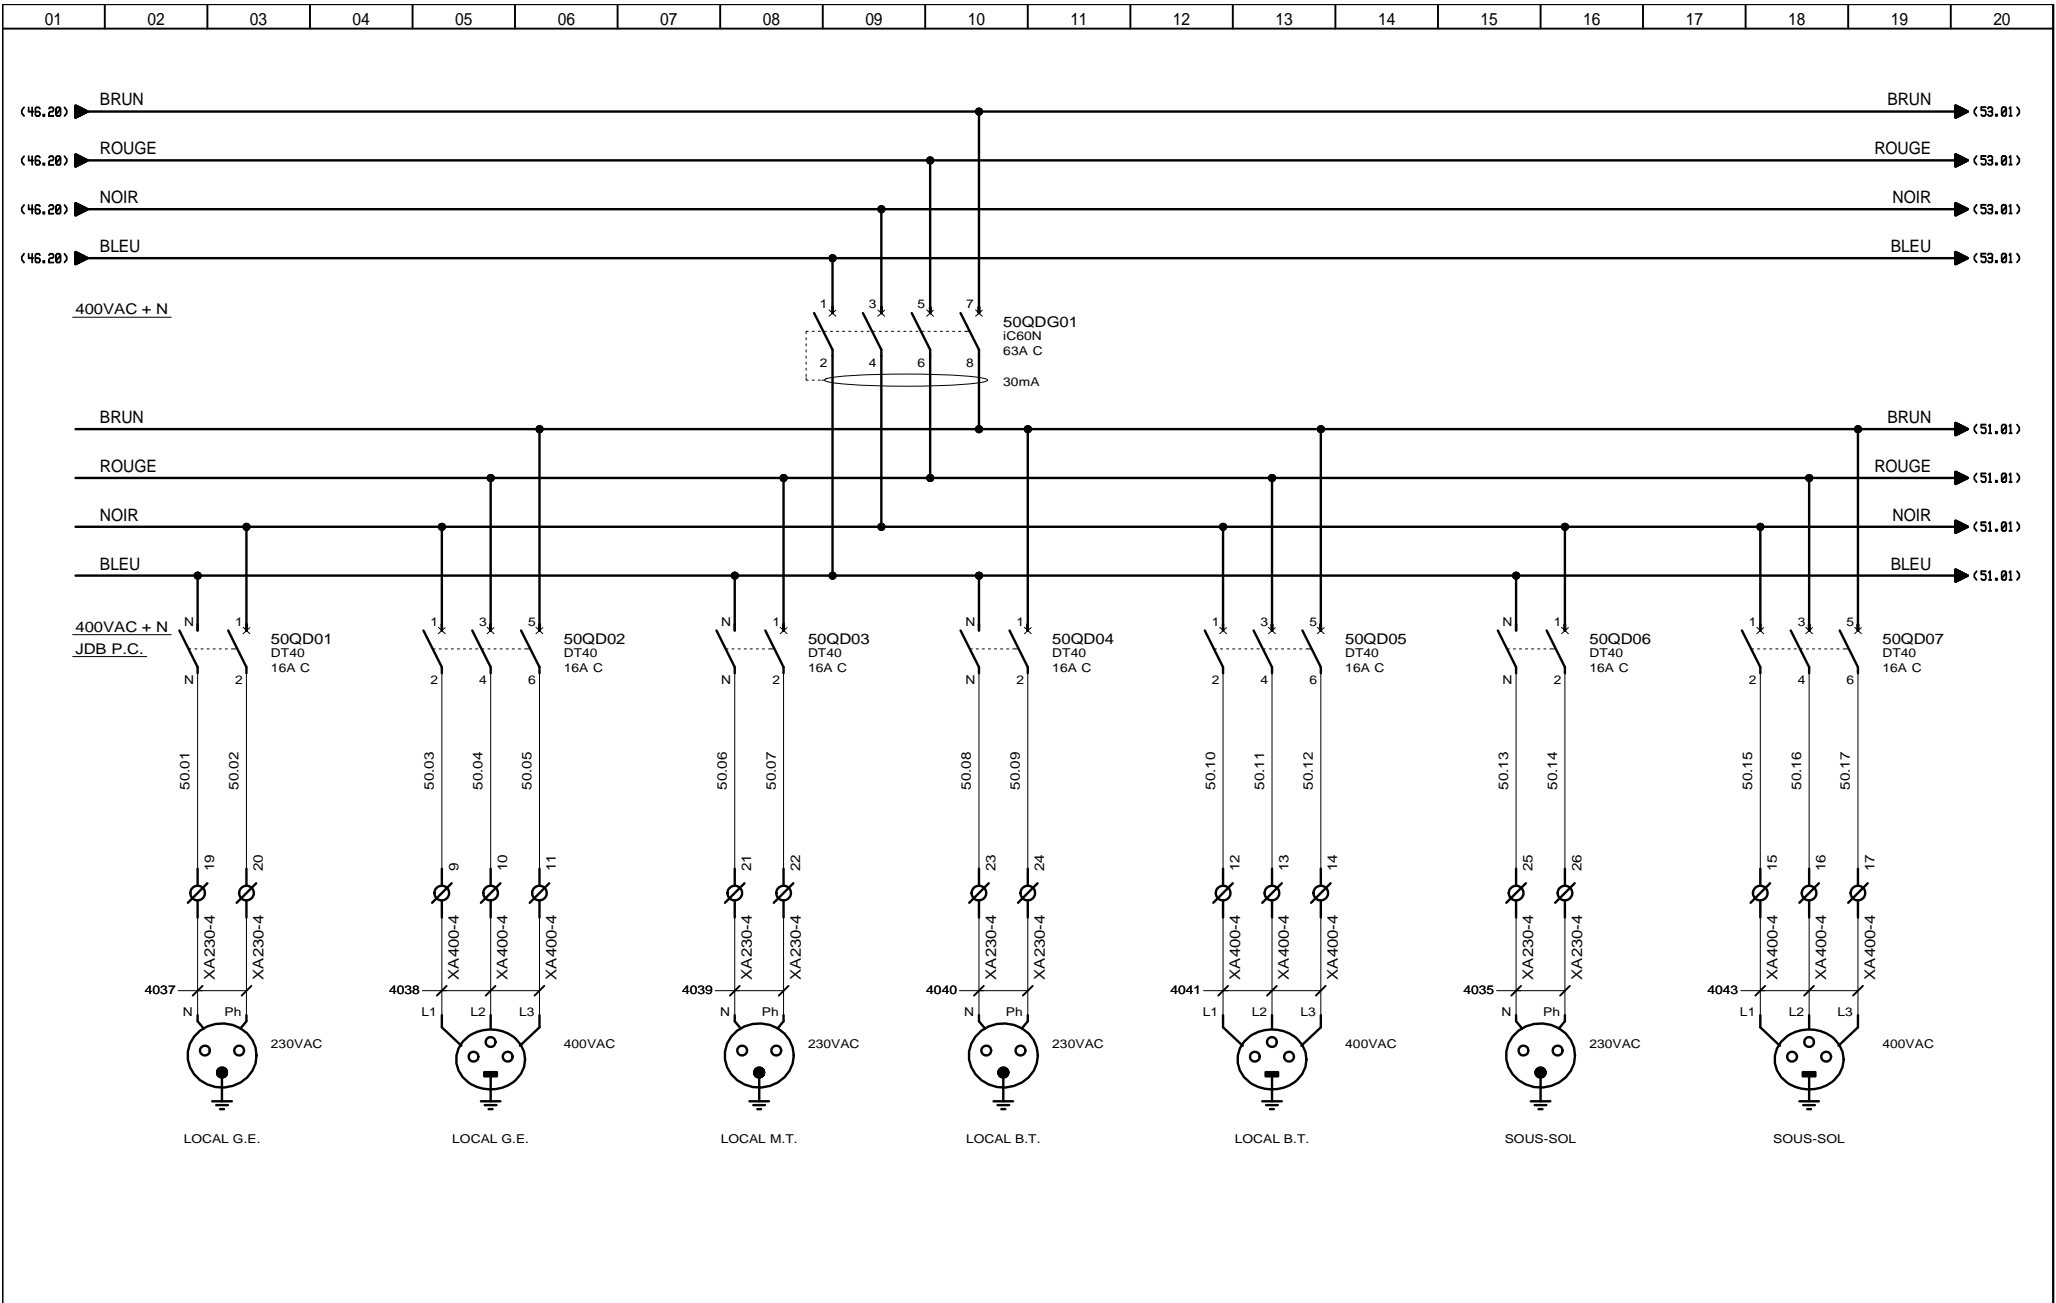 01 02 03 04 05 06 07 08 09 10 11 12 13 14 15 16 17 18 19 20
BRUN BRUN
(46.20) (53.01)
ROUGE ROUGE
(46.20) (53.01)
NOIR NOIR
(46.20) (53.01)
BLEU BLEU
(46.20) (53.01)
400VAC + N
1 3 5 7
50QDG01
iC60N
63A C
2 4 6 8
30mA
BRUN BRUN
(51.01)
ROUGE ROUGE
(51.01)
NOIR NOIR
(51.01)
BLEU BLEU
(51.01)
400VAC + N
JDB P.C.
N 1 1 3 5 N 1 N 1 1 3 5 N 1 1 3 5
50QD01 50QD02 50QD03 50QD04 50QD05 50QD06 50QD07
DT40 DT40 DT40 DT40 DT40 DT40 DT40
16A C 16A C 16A C 16A C 16A C 16A C 16A C
N 2 2 4 6 N 2 N 2 2 4 6 N 2 2 4 6
50.01 50.02 50.03 50.04 50.05 50.06 50.07 50.08 50.09 50.10 50.11 50.12 50.13 50.14 50.15 50.16 50.17
19 20 9 10 11 21 22 23 24 12 13 14 25 26 15 16 17
XA230-4 XA230-4 XA400-4 XA400-4 XA400-4 XA230-4 XA230-4 XA230-4 XA230-4 XA400-4 XA400-4 XA400-4 XA230-4 XA230-4 XA400-4 XA400-4 XA400-4
4037 4038 4039 4040 4041 4035 4043
N Ph L1 L2 L3 N Ph N Ph L1 L2 L3 N Ph L1 L2 L3
230VAC 400VAC 230VAC 230VAC 400VAC 230VAC 400VAC
LOCAL G.E. LOCAL G.E. LOCAL M.T. LOCAL B.T. LOCAL B.T. SOUS-SOL SOUS-SOL